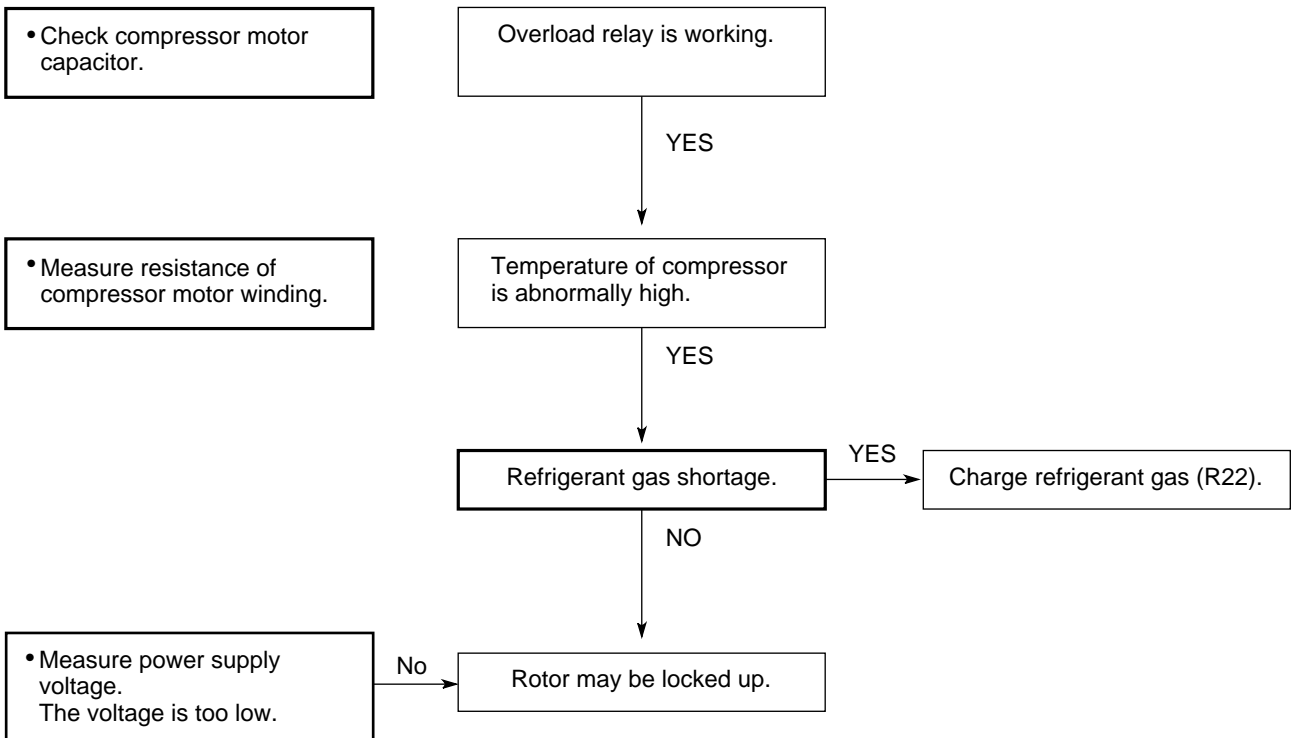 • Check compressor motor
capacitor.
Overload relay is working.
YES
• Measure resistance of
compressor motor winding.
Temperature of compressor
is abnormally high.
YES
Refrigerant gas shortage.
YES
Charge refrigerant gas (R22).
NO
• Measure power supply
voltage.
The voltage is too low.
No
Rotor may be locked up.